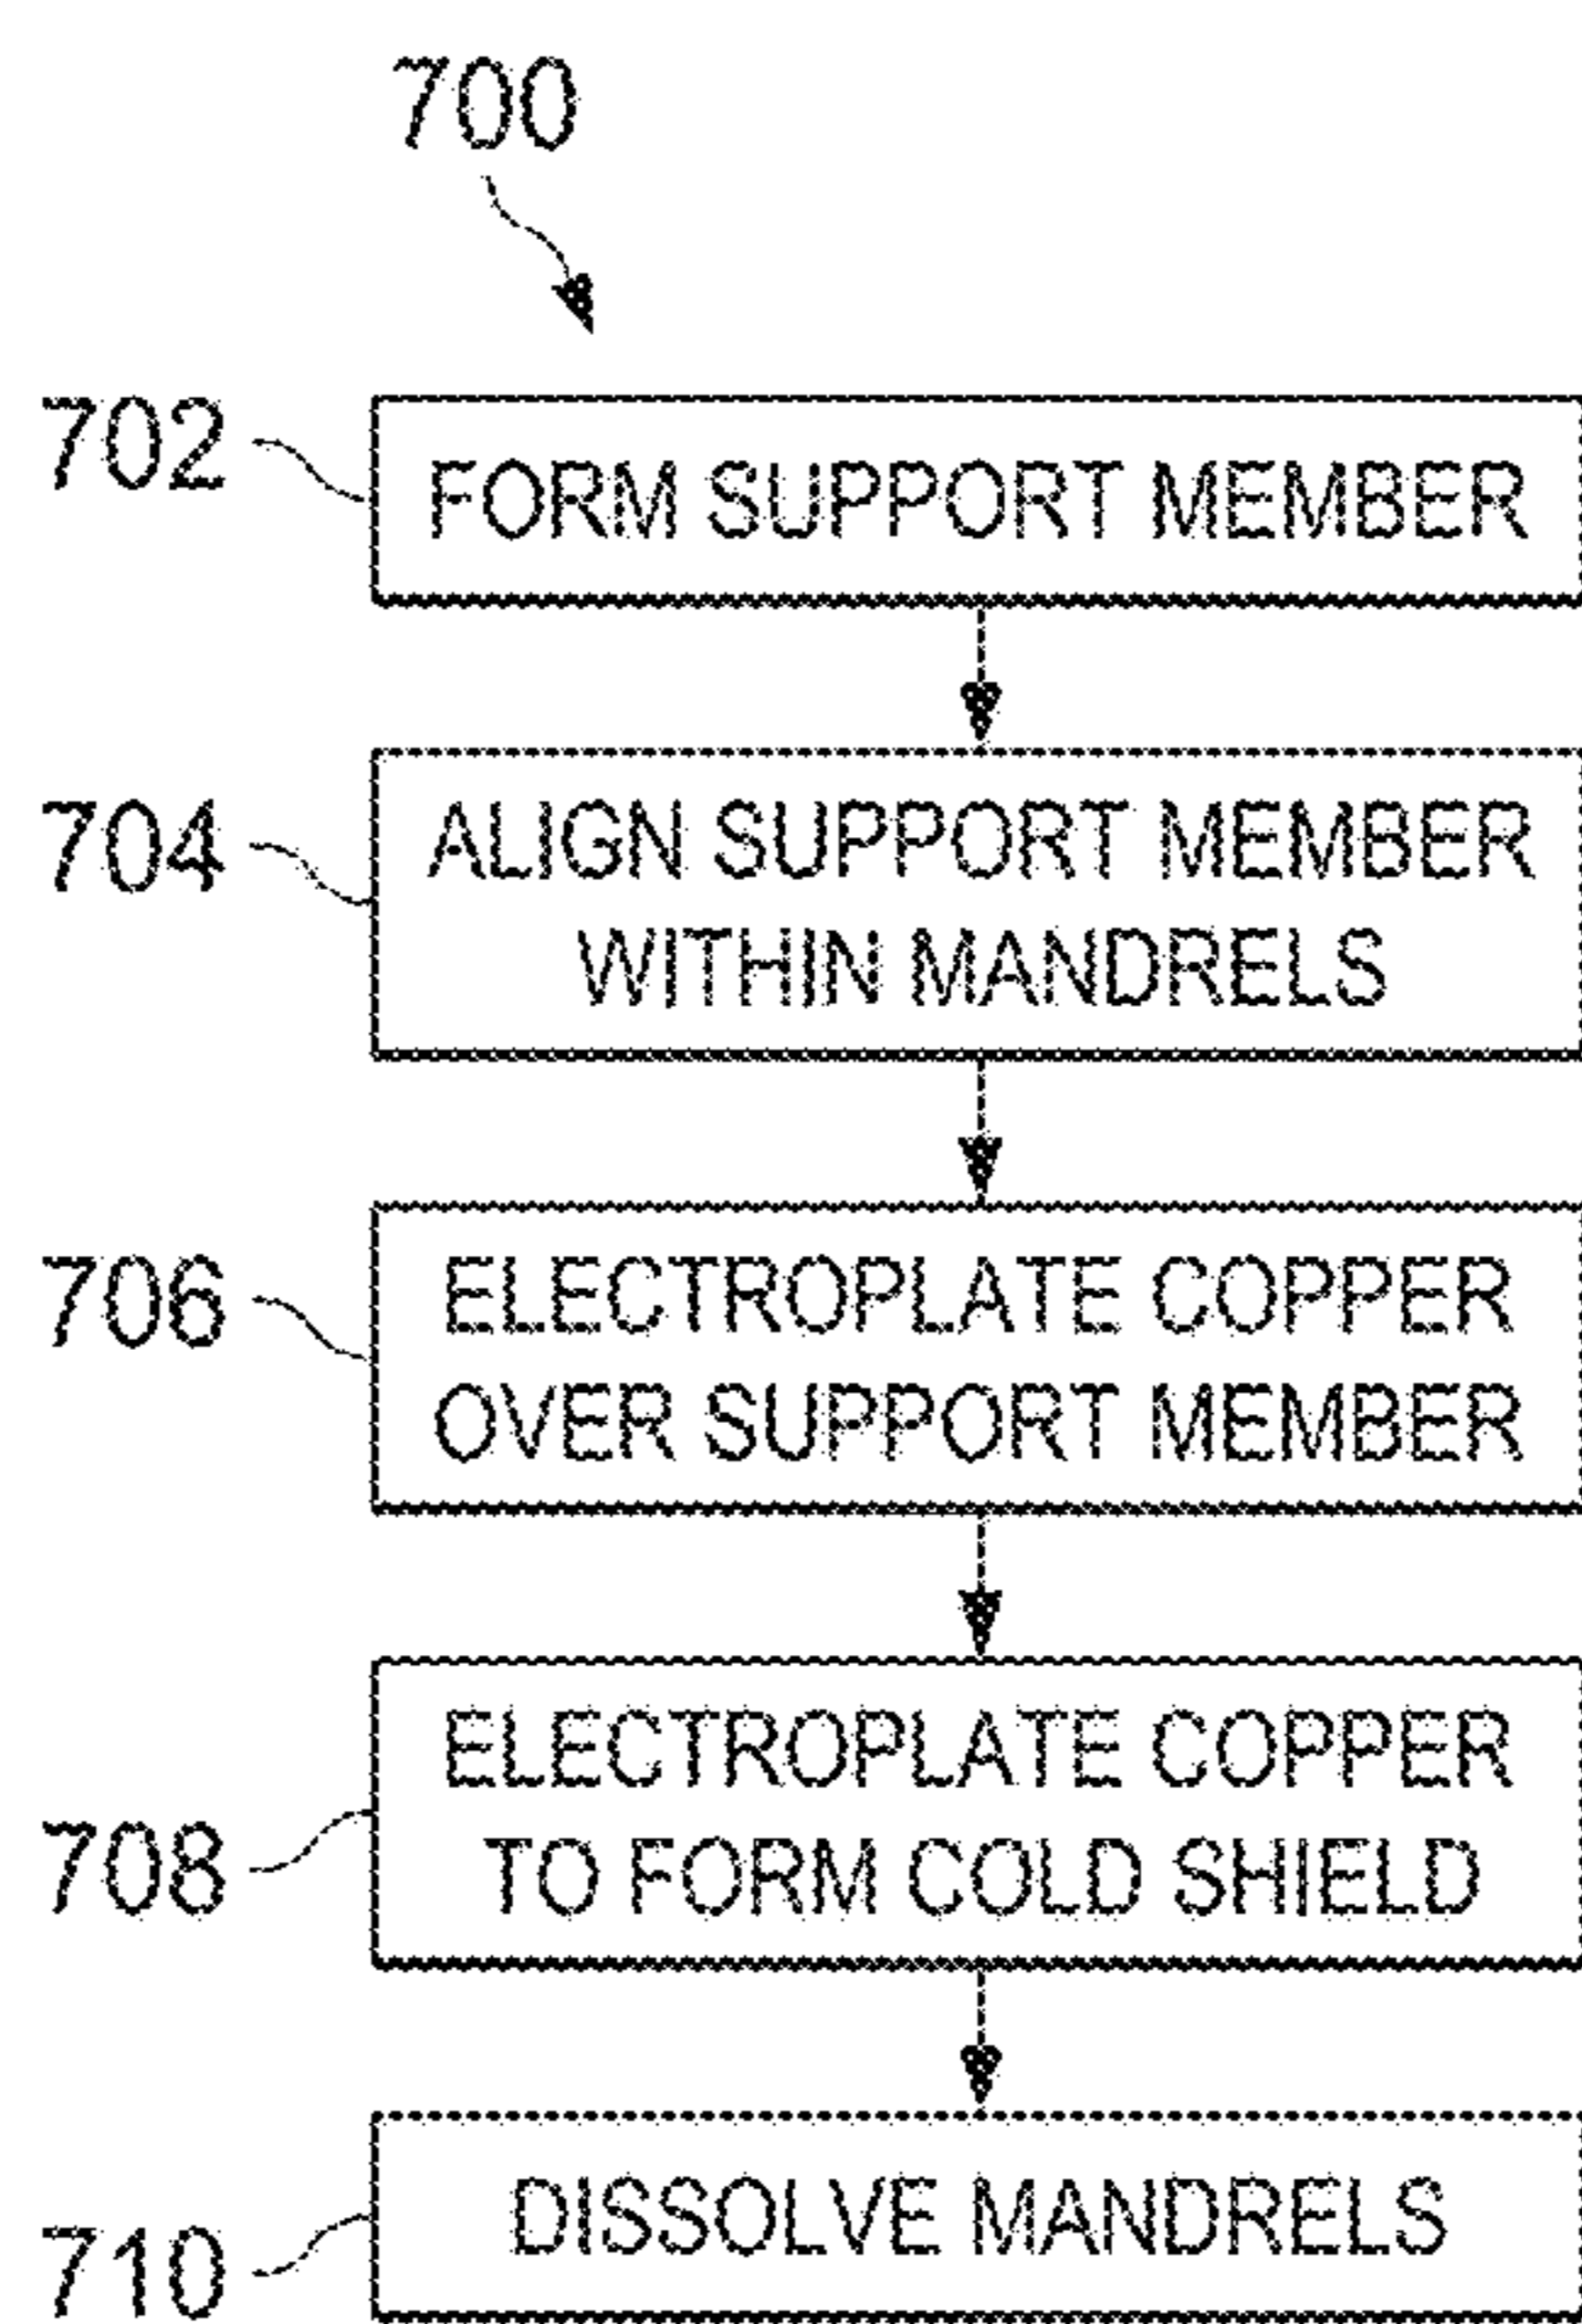 700
702
FORM SUPPORT MEMBER
704
ALIGN SUPPORT MEMBER
WITHIN MANDRELS
706
ELECTROPLATE COPPER
OVER SUPPORT MEMBER
708
ELECTROPLATE COPPER
TO FORM COLD SHIELD
710
DISSOLVE MANDRELS